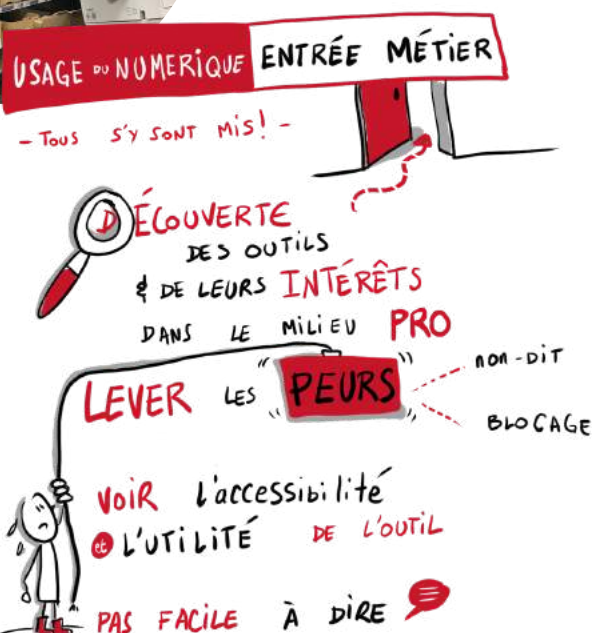 USAGE DU NUMERIQUE ENTRÉE MÉTIER
- TOUS S'Y SONT MIS! -
DÉCOUVERTE
DES OUTILS
& DE LEURS INTÉRÊTS
DANS LE MILIEU PRO
LEVER LES PEURS
NON-DIT
BLOCAGE
VOIR L'accessibilité
et L'UTILITÉ DE L'OUTIL
PAS FACILE À DIRE